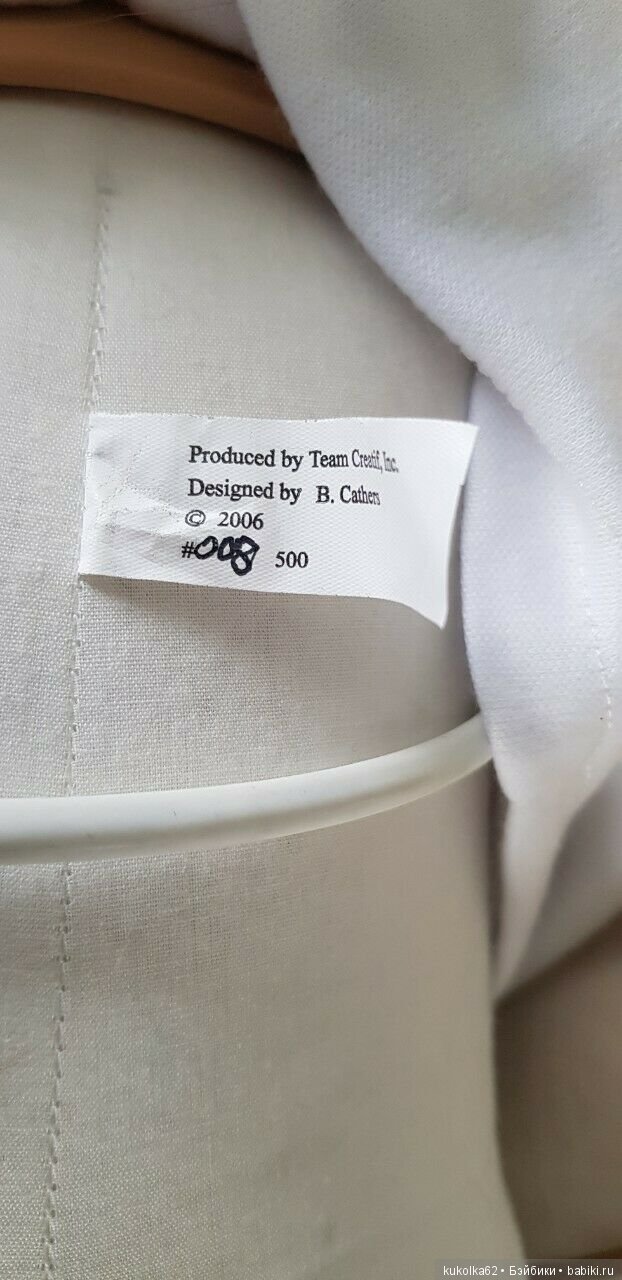 Produced by Team Creatif, Inc.
Designed by B. Cathers
© 2006
#008 500
kukolka62 • Бэйбики • babiki.ru